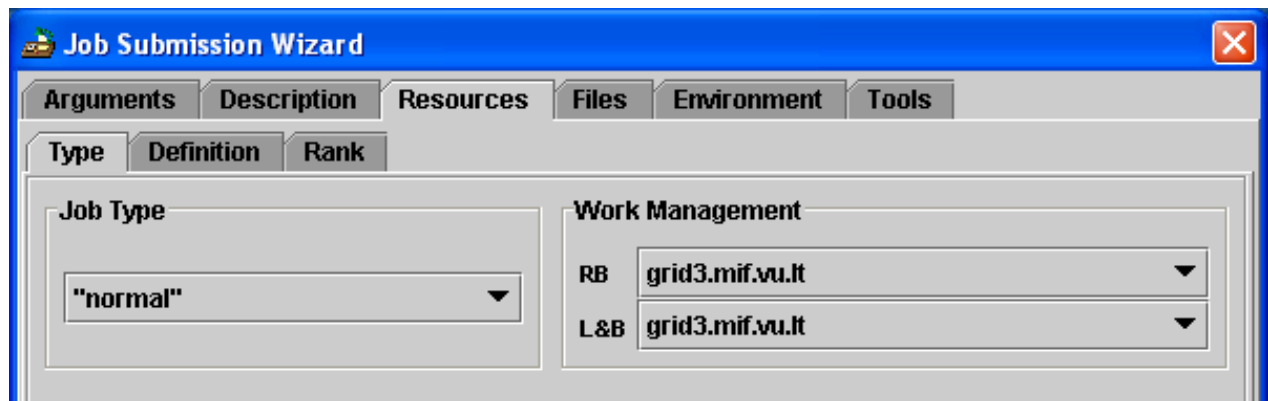 Job Submission Wizard
Arguments Description Resources Files Environment Tools
Type Definition Rank
Job Type
"normal"
Work Management
RB grid3.mif.vu.lt
L&B grid3.mif.vu.lt